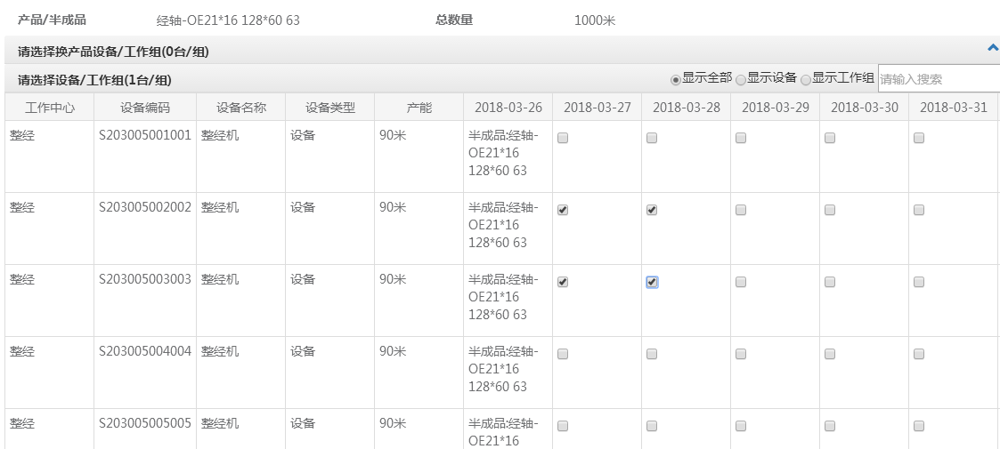 产品/半成品 经轴-OE21*16 128*60 63 总数量 1000米
请选择换产品设备/工作组(0台/组)
请选择设备/工作组(1台/组) 显示全部 显示设备 显示工作组 请输入搜索
工作中心 设备编码 设备名称 设备类型 产能 2018-03-26 2018-03-27 2018-03-28 2018-03-29 2018-03-30 2018-03-31
整经 S203005001001 整经机 设备 90米 半成品:经轴-
OE21*16
128*60 63
整经 S203005002002 整经机 设备 90米 半成品:经轴-
OE21*16
128*60 63
整经 S203005003003 整经机 设备 90米 半成品:经轴-
OE21*16
128*60 63
整经 S203005004004 整经机 设备 90米 半成品:经轴-
OE21*16
128*60 63
整经 S203005005005 整经机 设备 90米 半成品:经轴-
OE21*16